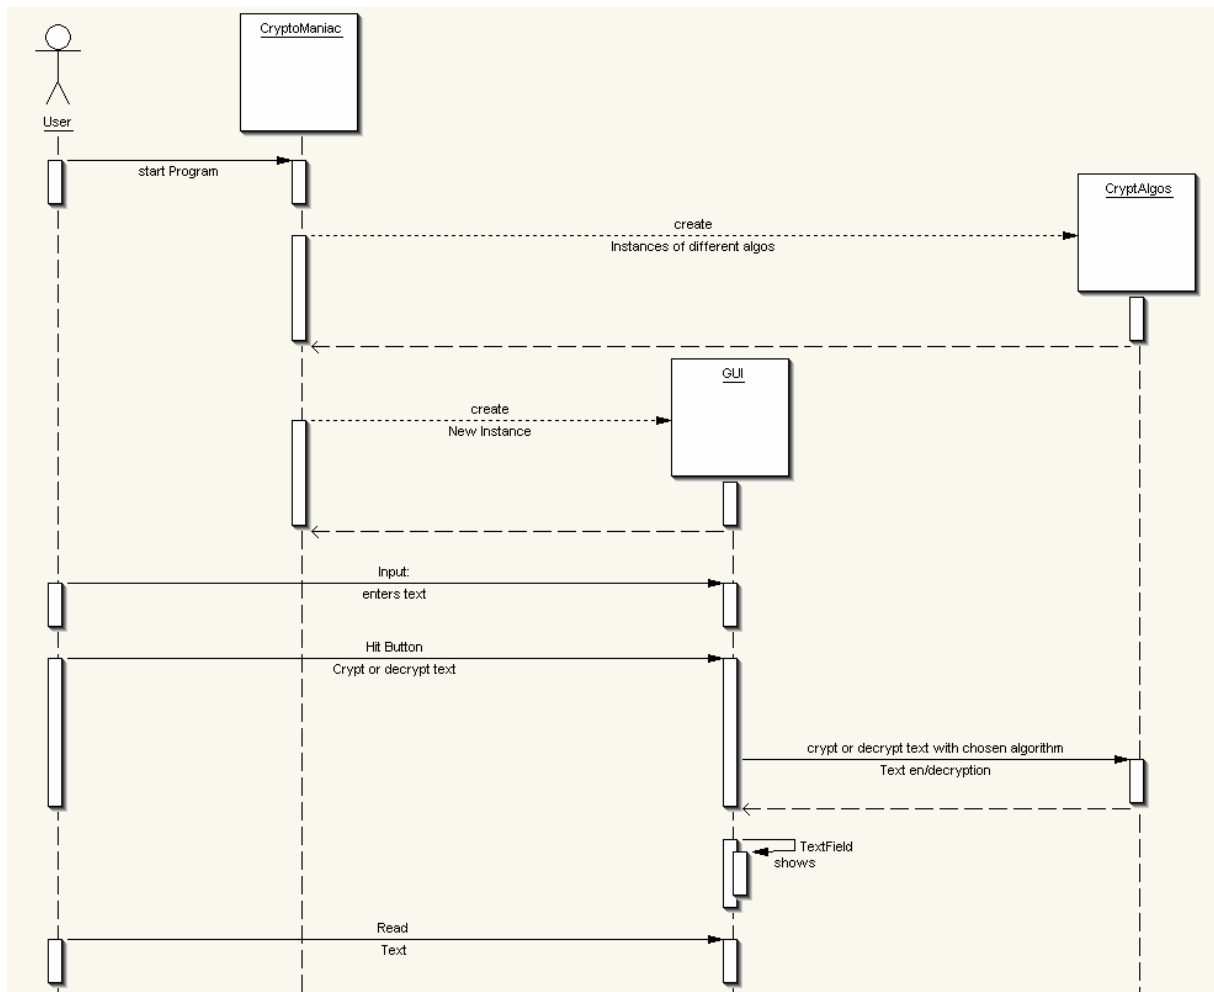 CryptoManiac
User
start Program
CryptAlgos
create
Instances of different algos
GUI
create
New Instance
Input:
enters text
Hit Button
Crypt or decrypt text
crypt or decrypt text with chosen algorithm
Text en/decryption
TextField
shows
Read
Text